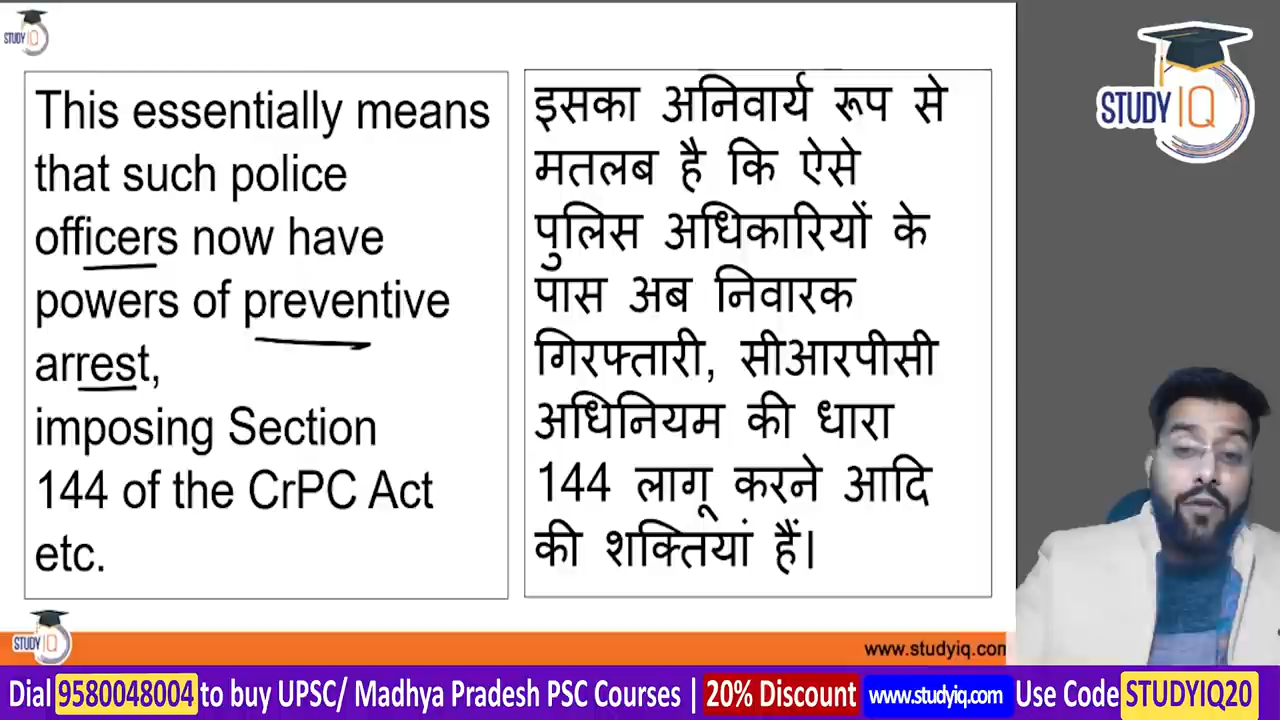 STUDY IQ
This essentially means
that such police
officers now have
powers of preventive
arrest,
imposing Section
144 of the CrPC Act
etc.
इसका अनिवार्य रूप से
मतलब है कि ऐसे
पुलिस अधिकारियों के
पास अब निवारक
गिरफ्तारी, सीआरपीसी
अधिनियम की धारा
144 लागू करने आदि
की शक्तियां हैं।
STUDY IQ
STUDY IQ
www.studyiq.com
Dial 9580048004 to buy UPSC/ Madhya Pradesh PSC Courses | 20% Discount www.studyiq.com Use Code STUDYIQ20